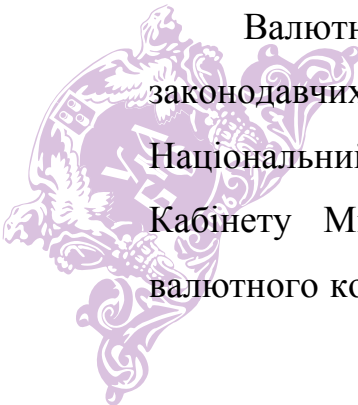 Валютн
законодавчих
Національний
Кабінету М
валютного ко